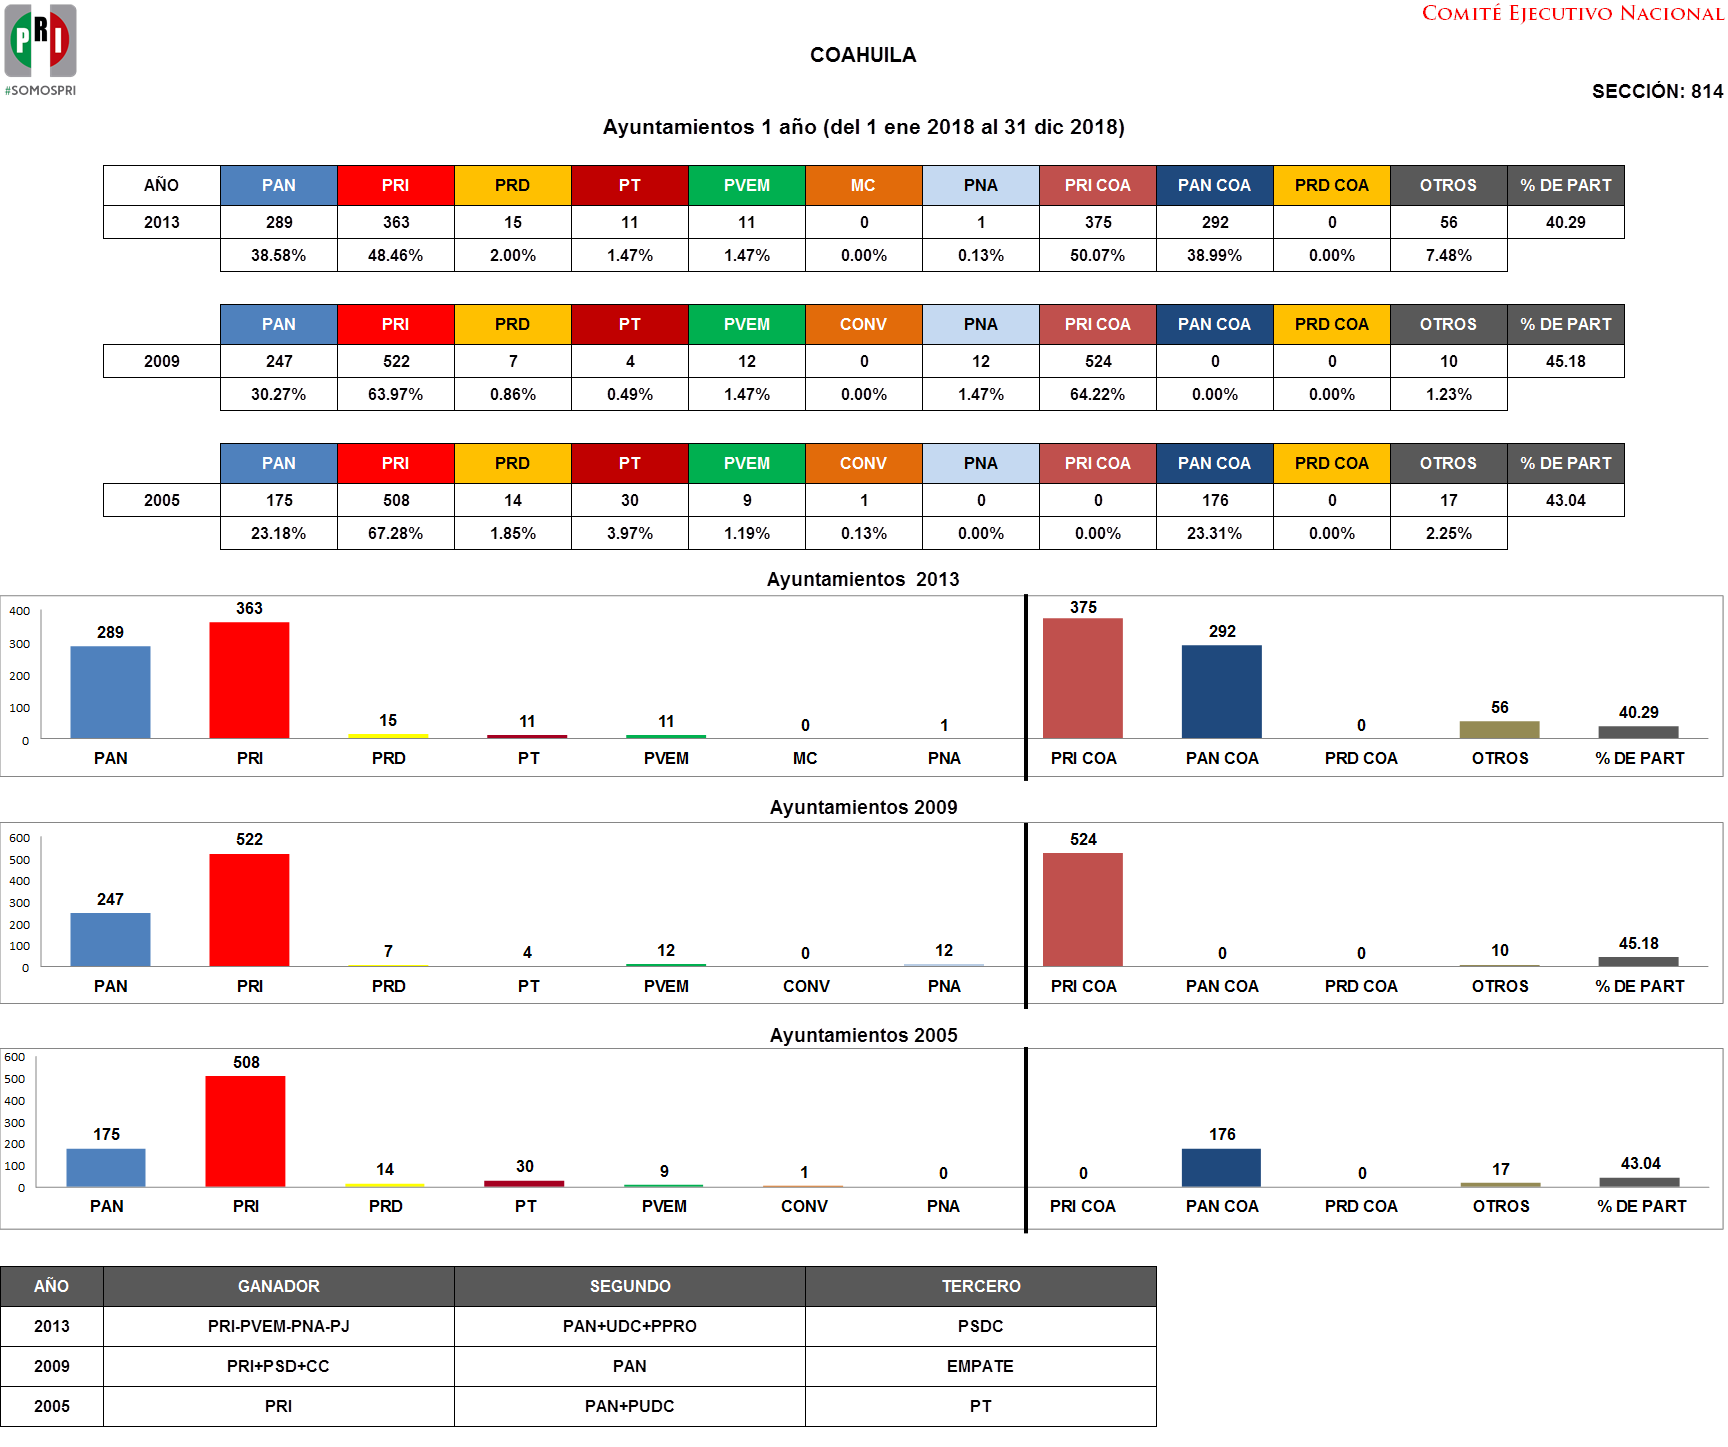 PRI
#SOMOSPRI
COMITÉ EJECUTIVO NACIONAL
COAHUILA
SECCIÓN: 814
Ayuntamientos 1 año (del 1 ene 2018 al 31 dic 2018)
AÑO PAN PRI PRD PT PVEM MC PNA PRI COA PAN COA PRD COA OTROS % DE PART
2013 289 363 15 11 11 0 1 375 292 0 56 40.29
38.58% 48.46% 2.00% 1.47% 1.47% 0.00% 0.13% 50.07% 38.99% 0.00% 7.48%
PAN PRI PRD PT PVEM CONV PNA PRI COA PAN COA PRD COA OTROS % DE PART
2009 247 522 7 4 12 0 12 524 0 0 10 45.18
30.27% 63.97% 0.86% 0.49% 1.47% 0.00% 1.47% 64.22% 0.00% 0.00% 1.23%
PAN PRI PRD PT PVEM CONV PNA PRI COA PAN COA PRD COA OTROS % DE PART
2005 175 508 14 30 9 1 0 0 176 0 17 43.04
23.18% 67.28% 1.85% 3.97% 1.19% 0.13% 0.00% 0.00% 23.31% 0.00% 2.25%
Ayuntamientos 2013
400
300
200
100
0
289 363 15 11 11 0 1 375 292 0 56 40.29
PAN PRI PRD PT PVEM MC PNA PRI COA PAN COA PRD COA OTROS % DE PART
Ayuntamientos 2009
600
500
400
300
200
100
0
247 522 7 4 12 0 12 524 0 0 10 45.18
PAN PRI PRD PT PVEM CONV PNA PRI COA PAN COA PRD COA OTROS % DE PART
Ayuntamientos 2005
600
500
400
300
200
100
0
175 508 14 30 9 1 0 0 176 0 17 43.04
PAN PRI PRD PT PVEM CONV PNA PRI COA PAN COA PRD COA OTROS % DE PART
AÑO GANADOR SEGUNDO TERCERO
2013 PRI-PVEM-PNA-PJ PAN+UDC+PPRO PSDC
2009 PRI+PSD+CC PAN EMPATE
2005 PRI PAN+PUDC PT